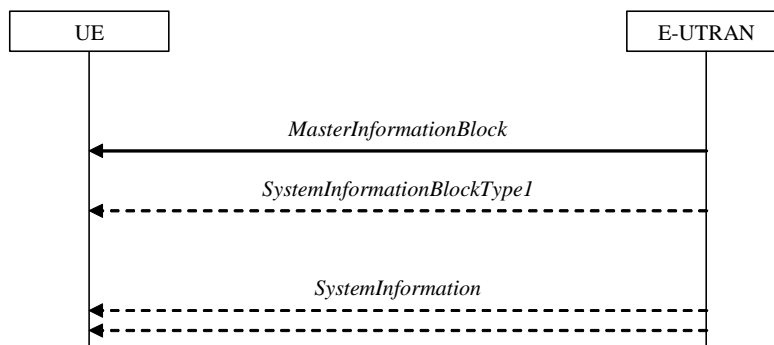 UE
E-UTRAN
MasterInformationBlock
SystemInformationBlockType1
SystemInformation